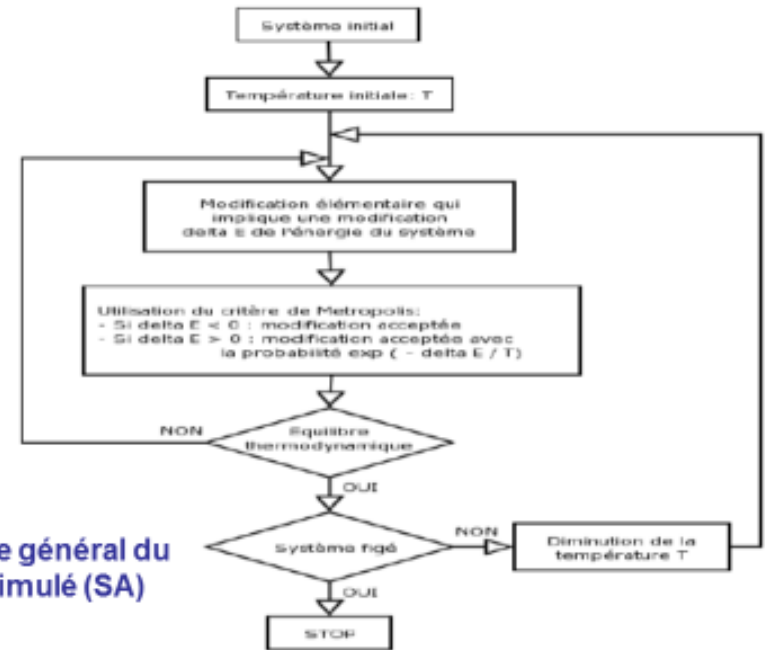 Système initial
Température initiale: T
Modification élémentaire qui
implique une modification
delta E de l'énergie du système
Utilisation du critère de Metropolis:
- Si delta E < 0 : modification acceptée
- Si delta E > 0 : modification acceptée avec
la probabilité exp ( - delta E / T)
NON
Equilibre
thermodynamique
OUI
Système figé
NON
Diminution de la
température T
OUI
STOP
e général du
imulé (SA)